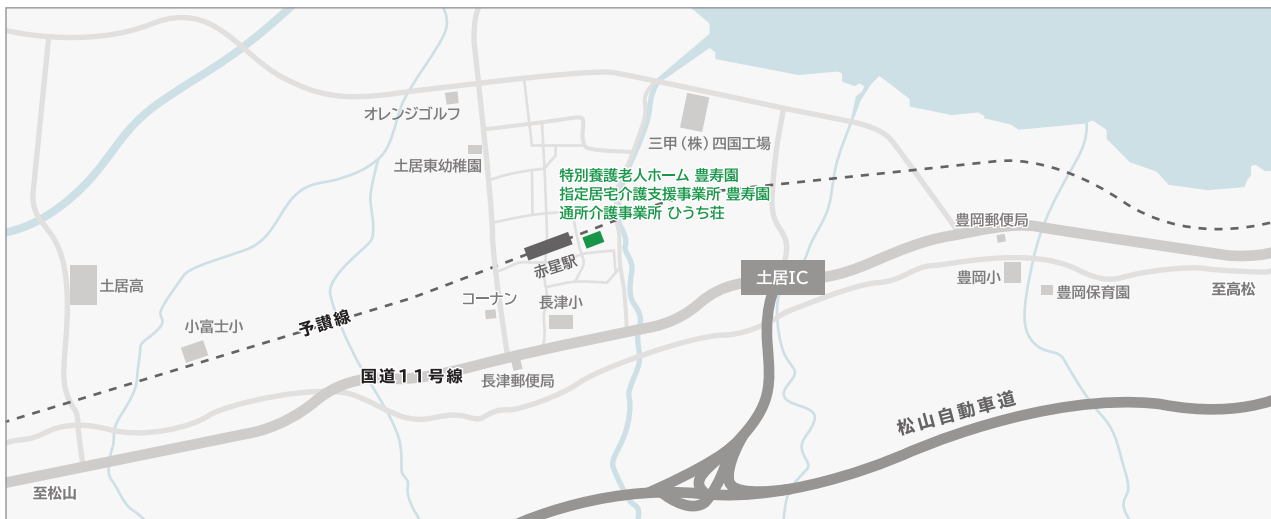 オレンジゴルフ
三甲（株）四国工場
土居東幼稚園
特別養護老人ホーム 豊寿園
指定居宅介護支援事業所 豊寿園
通所介護事業所 ひうち荘
豊岡郵便局
赤星駅
土居IC
豊岡小
土居高
コーナン
長津小
豊岡保育園
至高松
小富士小
予讃線
国道１１号線
長津郵便局
松山自動車道
至松山